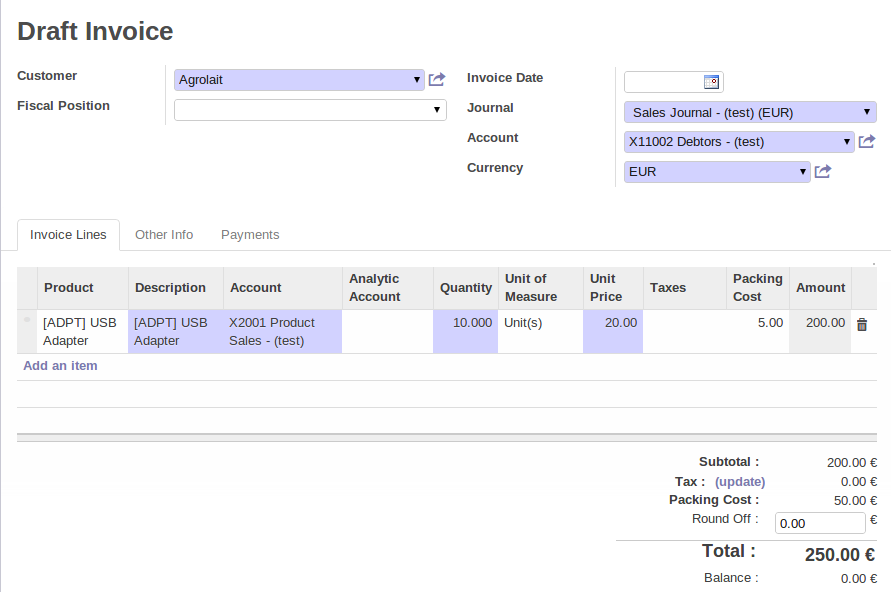 Draft Invoice
Customer Agrolait
Fiscal Position
Invoice Date
Journal Sales Journal - (test) (EUR)
Account X11002 Debtors - (test)
Currency EUR
Invoice Lines Other Info Payments
Product Description Account Analytic Account Quantity Unit of Measure Unit Price Taxes Packing Cost Amount
[ADPT] USB Adapter [ADPT] USB Adapter X2001 Product Sales - (test) 10.000 Unit(s) 20.00 5.00 200.00
Add an item
Subtotal : 200.00 €
Tax : (update) 0.00 €
Packing Cost : 50.00 €
Round Off : 0.00 €
Total : 250.00 €
Balance : 0.00 €